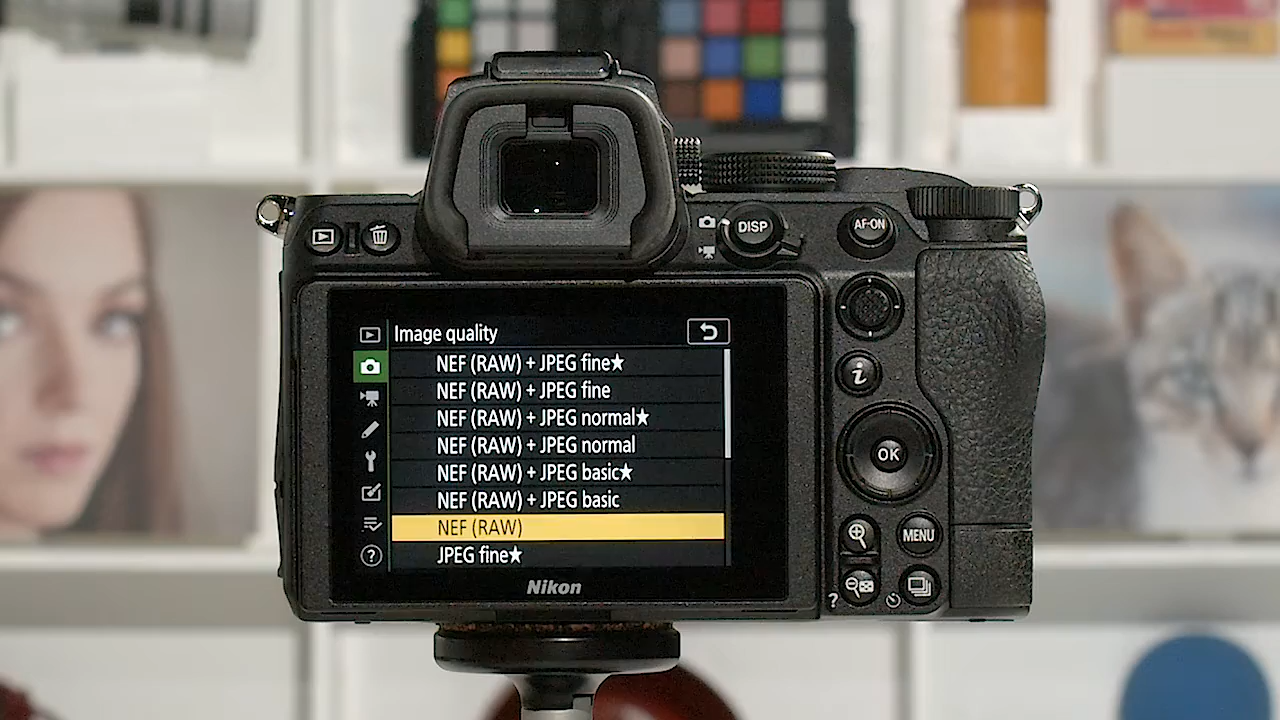 DISP
AF-ON
Image quality
NEF (RAW) + JPEG fine★
NEF (RAW) + JPEG fine
NEF (RAW) + JPEG normal★
NEF (RAW) + JPEG normal
NEF (RAW) + JPEG basic★
NEF (RAW) + JPEG basic
NEF (RAW)
JPEG fine★
i
OK
MENU
?
?
Nikon